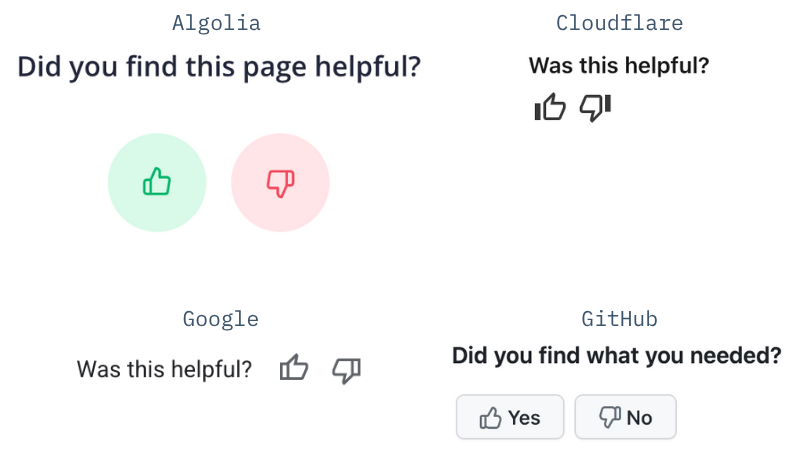 Algolia
Did you find this page helpful?
Cloudflare
Was this helpful?
Google
Was this helpful?
GitHub
Did you find what you needed?
Yes
No